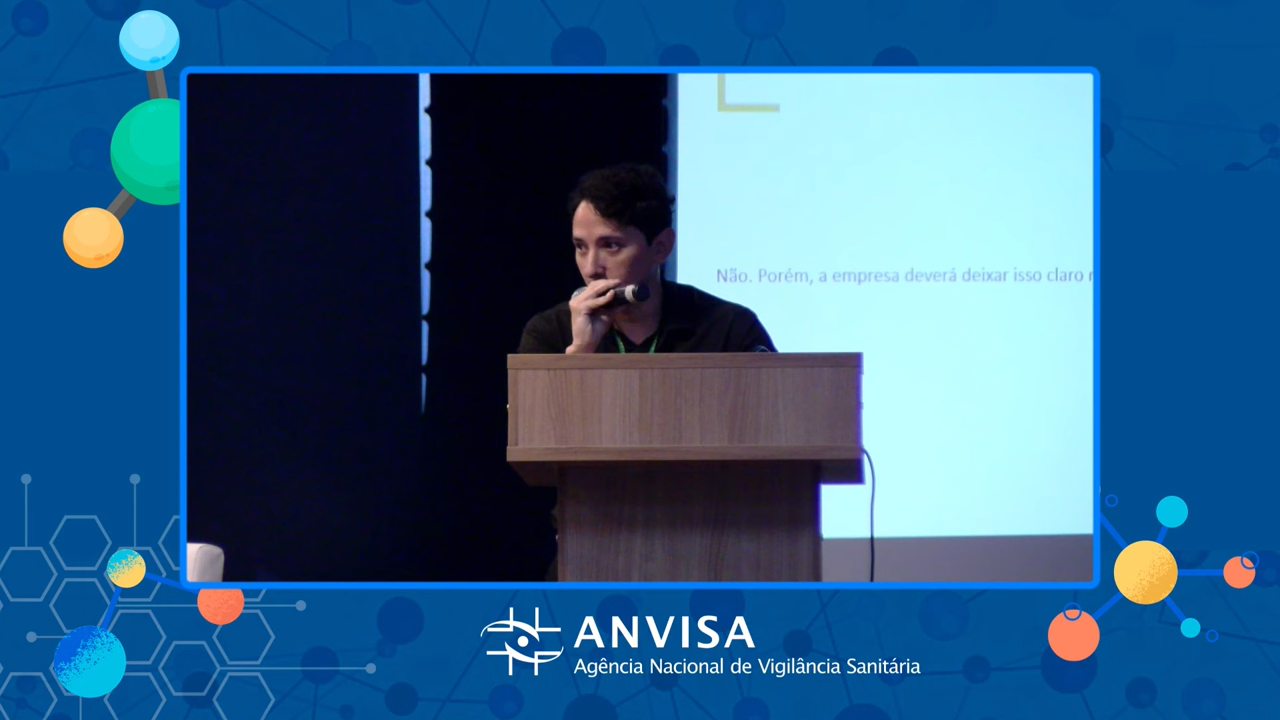 Não. Porém, a empresa deverá deixar isso claro
ANVISA
Agência Nacional de Vigilância Sanitária